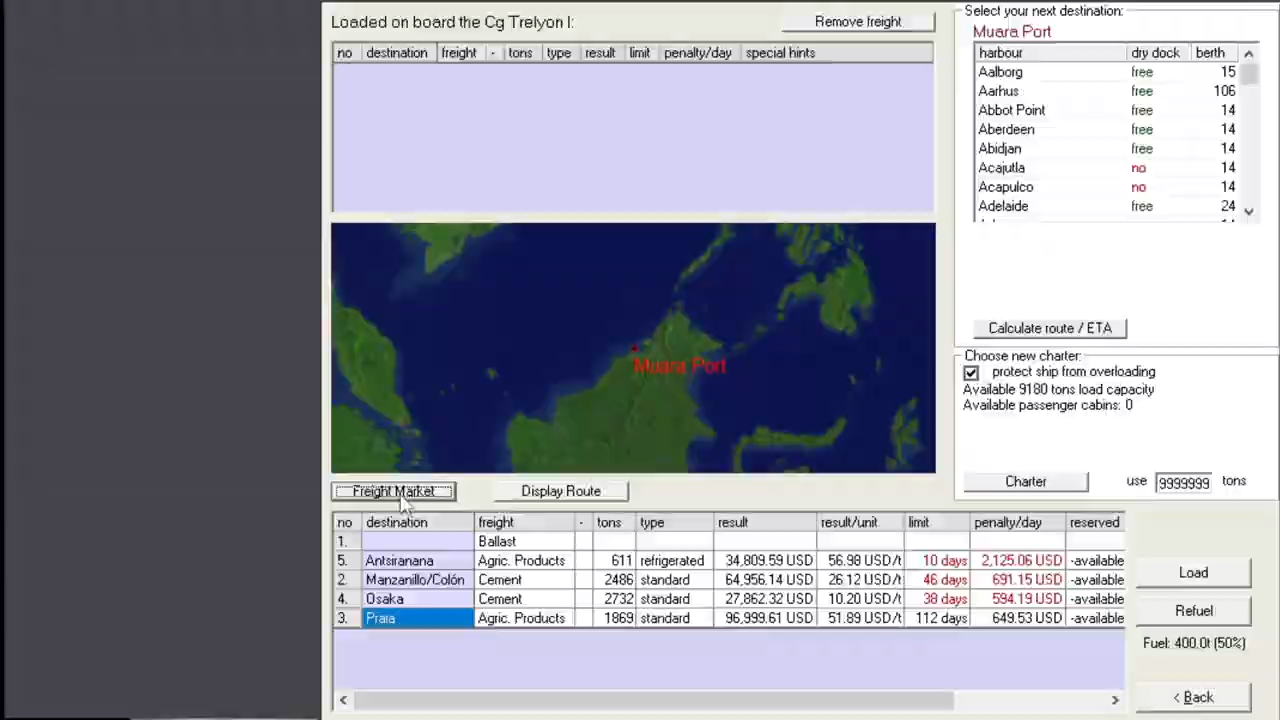 Loaded on board the Cg Trelyon I:
Remove freight
no destination freight - tons type result limit penalty/day special hints
Select your next destination:
Muara Port
harbour dry dock berth
Aalborg free 15
Aarhus free 106
Abbot Point free 14
Aberdeen free 14
Abidjan free 14
Acajutla no 14
Acapulco no 14
Adelaide free 24
Muara Port
Calculate route / ETA
Choose new charter:
protect ship from overloading
Available 9180 tons load capacity
Available passenger cabins: 0
Charter use 9999999 tons
Freight Market Display Route
no destination freight - tons type result result/unit limit penalty/day reserved
1. Ballast
5. Antsiranana Agric. Products 611 refrigerated 34,809.59 USD 56.98 USD/t 10 days 2,125.06 USD -available
2. Manzanillo/Colón Cement 2486 standard 64,956.14 USD 26.12 USD/t 46 days 691.15 USD -available
4. Osaka Cement 2732 standard 27,862.32 USD 10.20 USD/t 38 days 594.19 USD -available
3. Praia Agric. Products 1869 standard 96,999.61 USD 51.89 USD/t 112 days 649.53 USD -available
Load
Refuel
Fuel: 400.0t (50%)
< Back